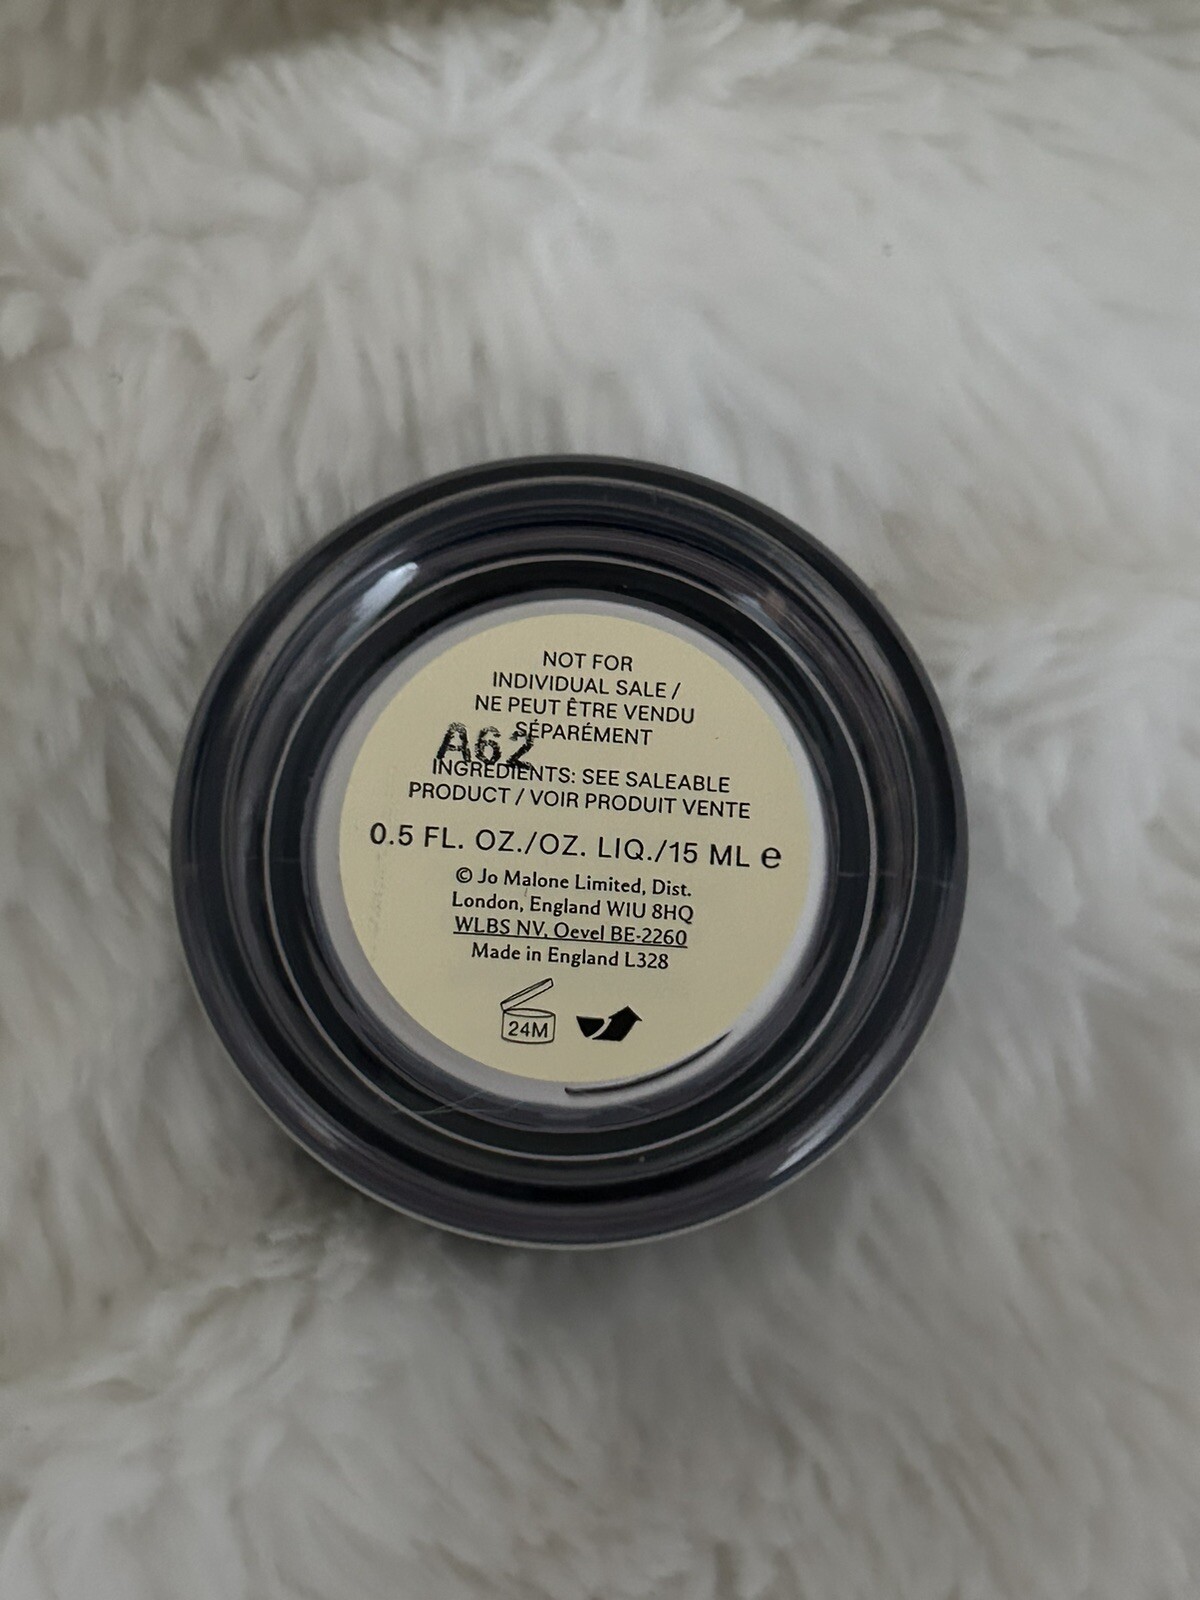 NOT FOR
INDIVIDUAL SALE /
NE PEUT ÊTRE VENDU
SÉPARÉMENT
A62
INGREDIENTS: SEE SALEABLE
PRODUCT / VOIR PRODUIT VENTE
0.5 FL. OZ./OZ. LIQ./15 ML e
© Jo Malone Limited, Dist.
London, England WIU 8HQ
WLBS NV, Oevel BE-2260
Made in England L328
24M